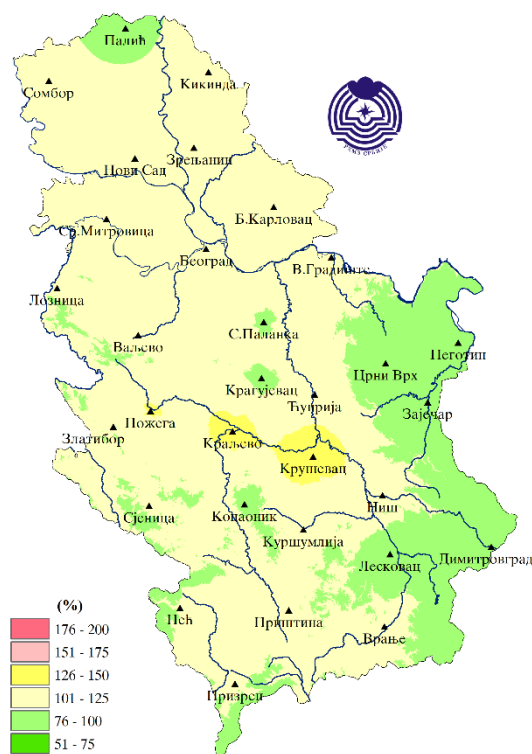 Палић
Сомбор
Кикинда
Нови Сад
Зрењанин
Б.Карловац
Ср.Митровица
Београд
В.Градиште
Лозница
Ваљево
С.Паланка
Неготин
Црни Врх
Крагујевац
Ћуприја
Зајечар
Пожега
Златибор
Краљево
Крушевац
Сјеница
Копаоник
Ниш
Куршумлија
Лесковац
Димитровград
Пећ
Приштина
Врање
Призрен
(%)
176 - 200
151 - 175
126 - 150
101 - 125
76 - 100
51 - 75